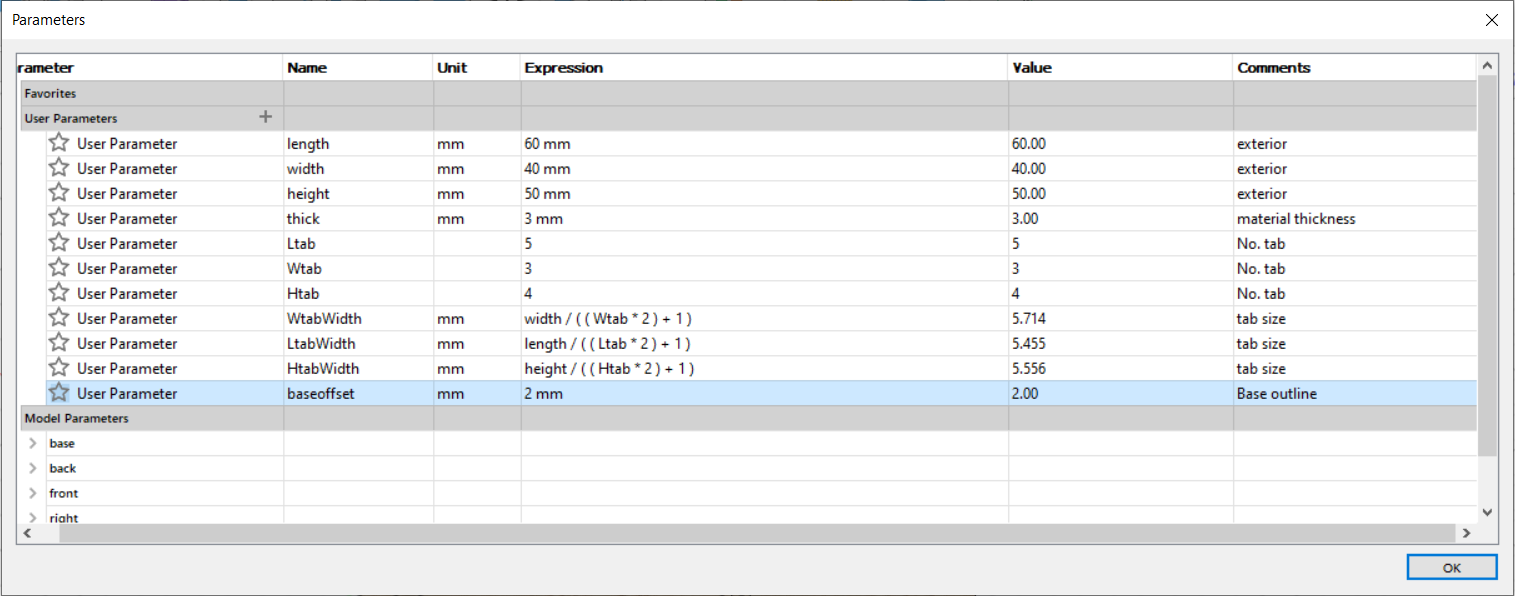 Parameters
rameter Name Unit Expression Value Comments
Favorites
User Parameters +
User Parameter length mm 60 mm 60.00 exterior
User Parameter width mm 40 mm 40.00 exterior
User Parameter height mm 50 mm 50.00 exterior
User Parameter thick mm 3 mm 3.00 material thickness
User Parameter Ltab 5 5 No. tab
User Parameter Wtab 3 3 No. tab
User Parameter Htab 4 4 No. tab
User Parameter WtabWidth mm width / ( ( Wtab * 2 ) + 1 ) 5.714 tab size
User Parameter LtabWidth mm length / ( ( Ltab * 2 ) + 1 ) 5.455 tab size
User Parameter HtabWidth mm height / ( ( Htab * 2 ) + 1 ) 5.556 tab size
User Parameter baseoffset mm 2 mm 2.00 Base outline
Model Parameters
base
back
front
right
OK